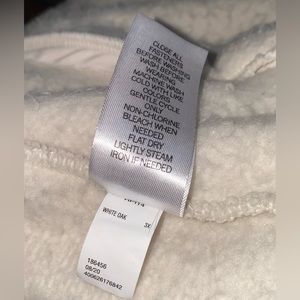 CLOSE ALL
FASTENERS
BEFORE WASHING
WASH BEFORE
WEARING
MACHINE WASH
COLD WITH LIKE
COLORS
GENTLE CYCLE
ONLY
NON-CHLORINE
BLEACH WHEN
NEEDED
FLAT DRY
LIGHTLY STEAM
IRON IF NEEDED
WHITE OAK 3X
186456
08/20
400626176842